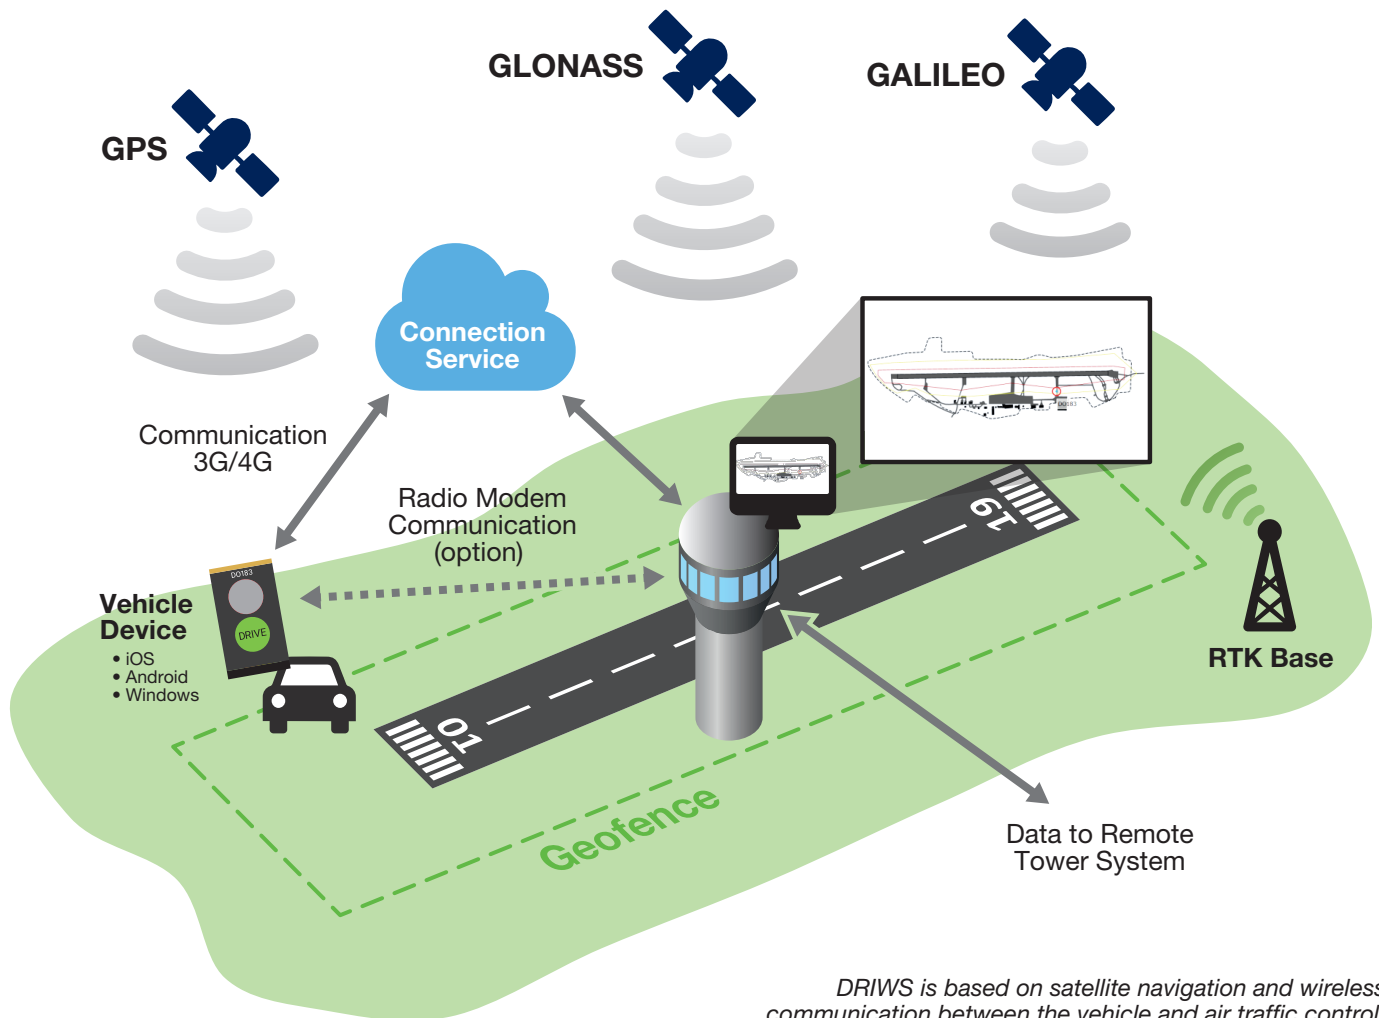 GLONASS
GALILEO
GPS
Connection
Service
Communication
3G/4G
Radio Modem
Communication
(option)
19
DO183
DO183
DRIVE
Vehicle
Device
• iOS
• Android
• Windows
RTK Base
01
Geofence
Data to Remote
Tower System
DRIWS is based on satellite navigation and wireless
communication between the vehicle and air traffic control